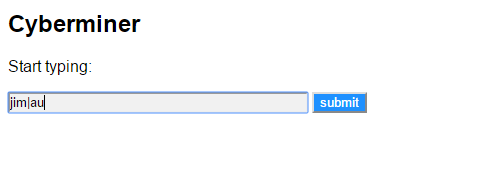 Cyberminer
Start typing:
jim|au
submit